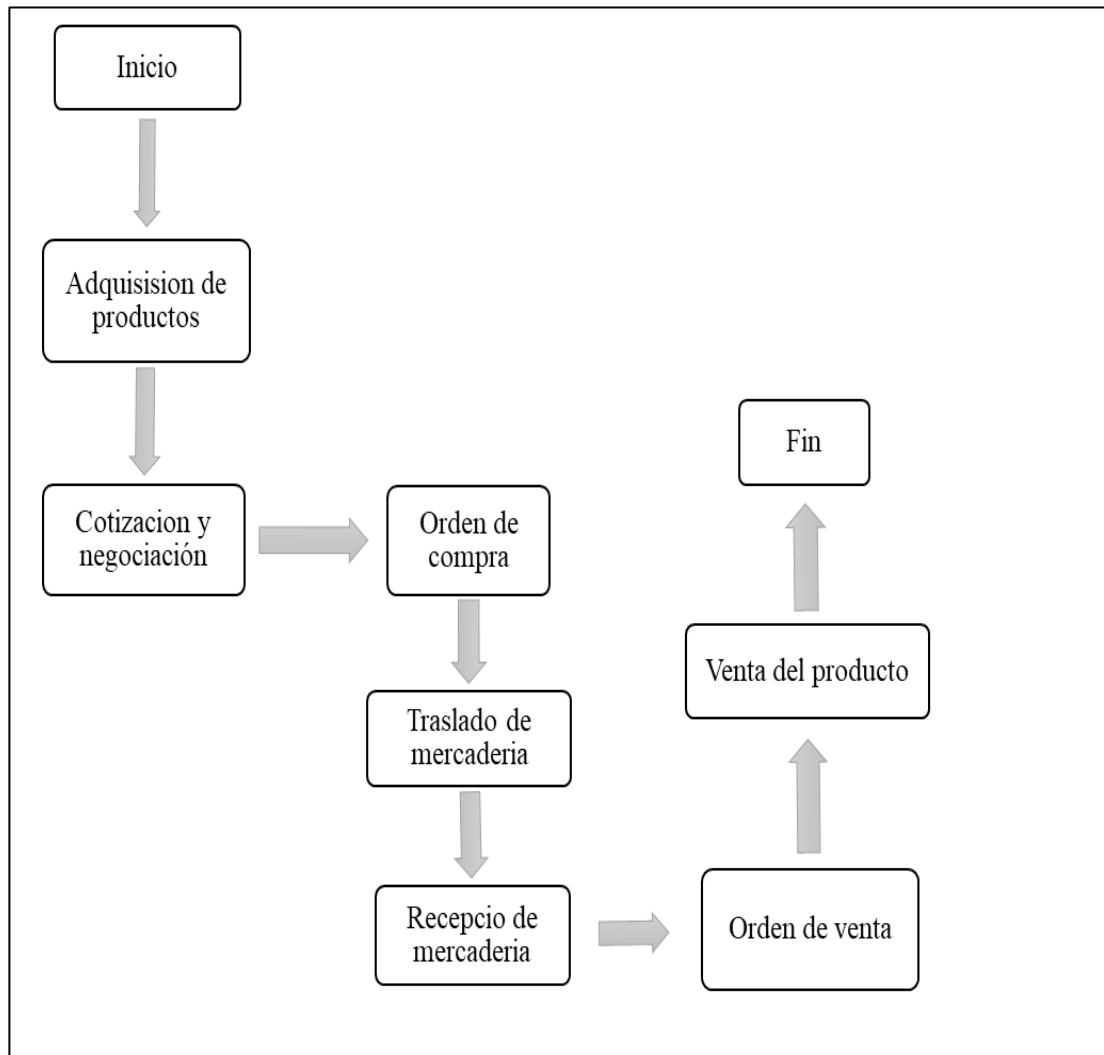 Inicio
Adquisision de
productos
Cotizacion y
negociación
Orden de
compra
Traslado de
mercaderia
Recepcio de
mercaderia
Orden de venta
Venta del producto
Fin